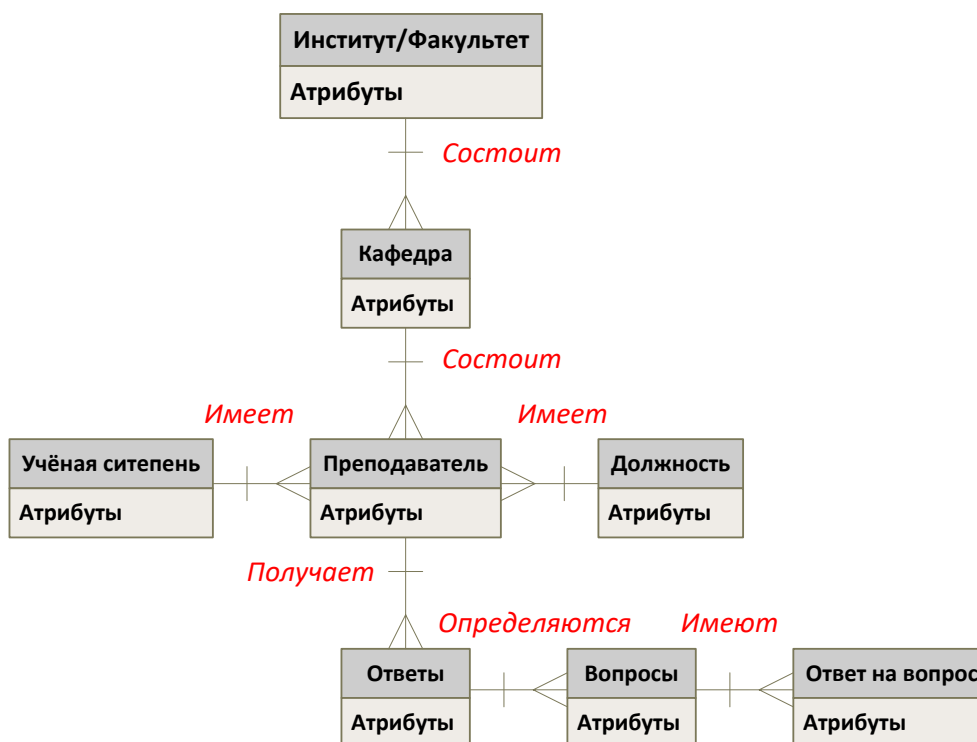 Институт/Факультет
Атрибуты
Состоит
Кафедра
Атрибуты
Состоит
Имеет
Имеет
Учёная ситепень
Атрибуты
Преподаватель
Атрибуты
Должность
Атрибуты
Получает
Определяются
Имеют
Ответы
Атрибуты
Вопросы
Атрибуты
Ответ на вопрос
Атрибуты